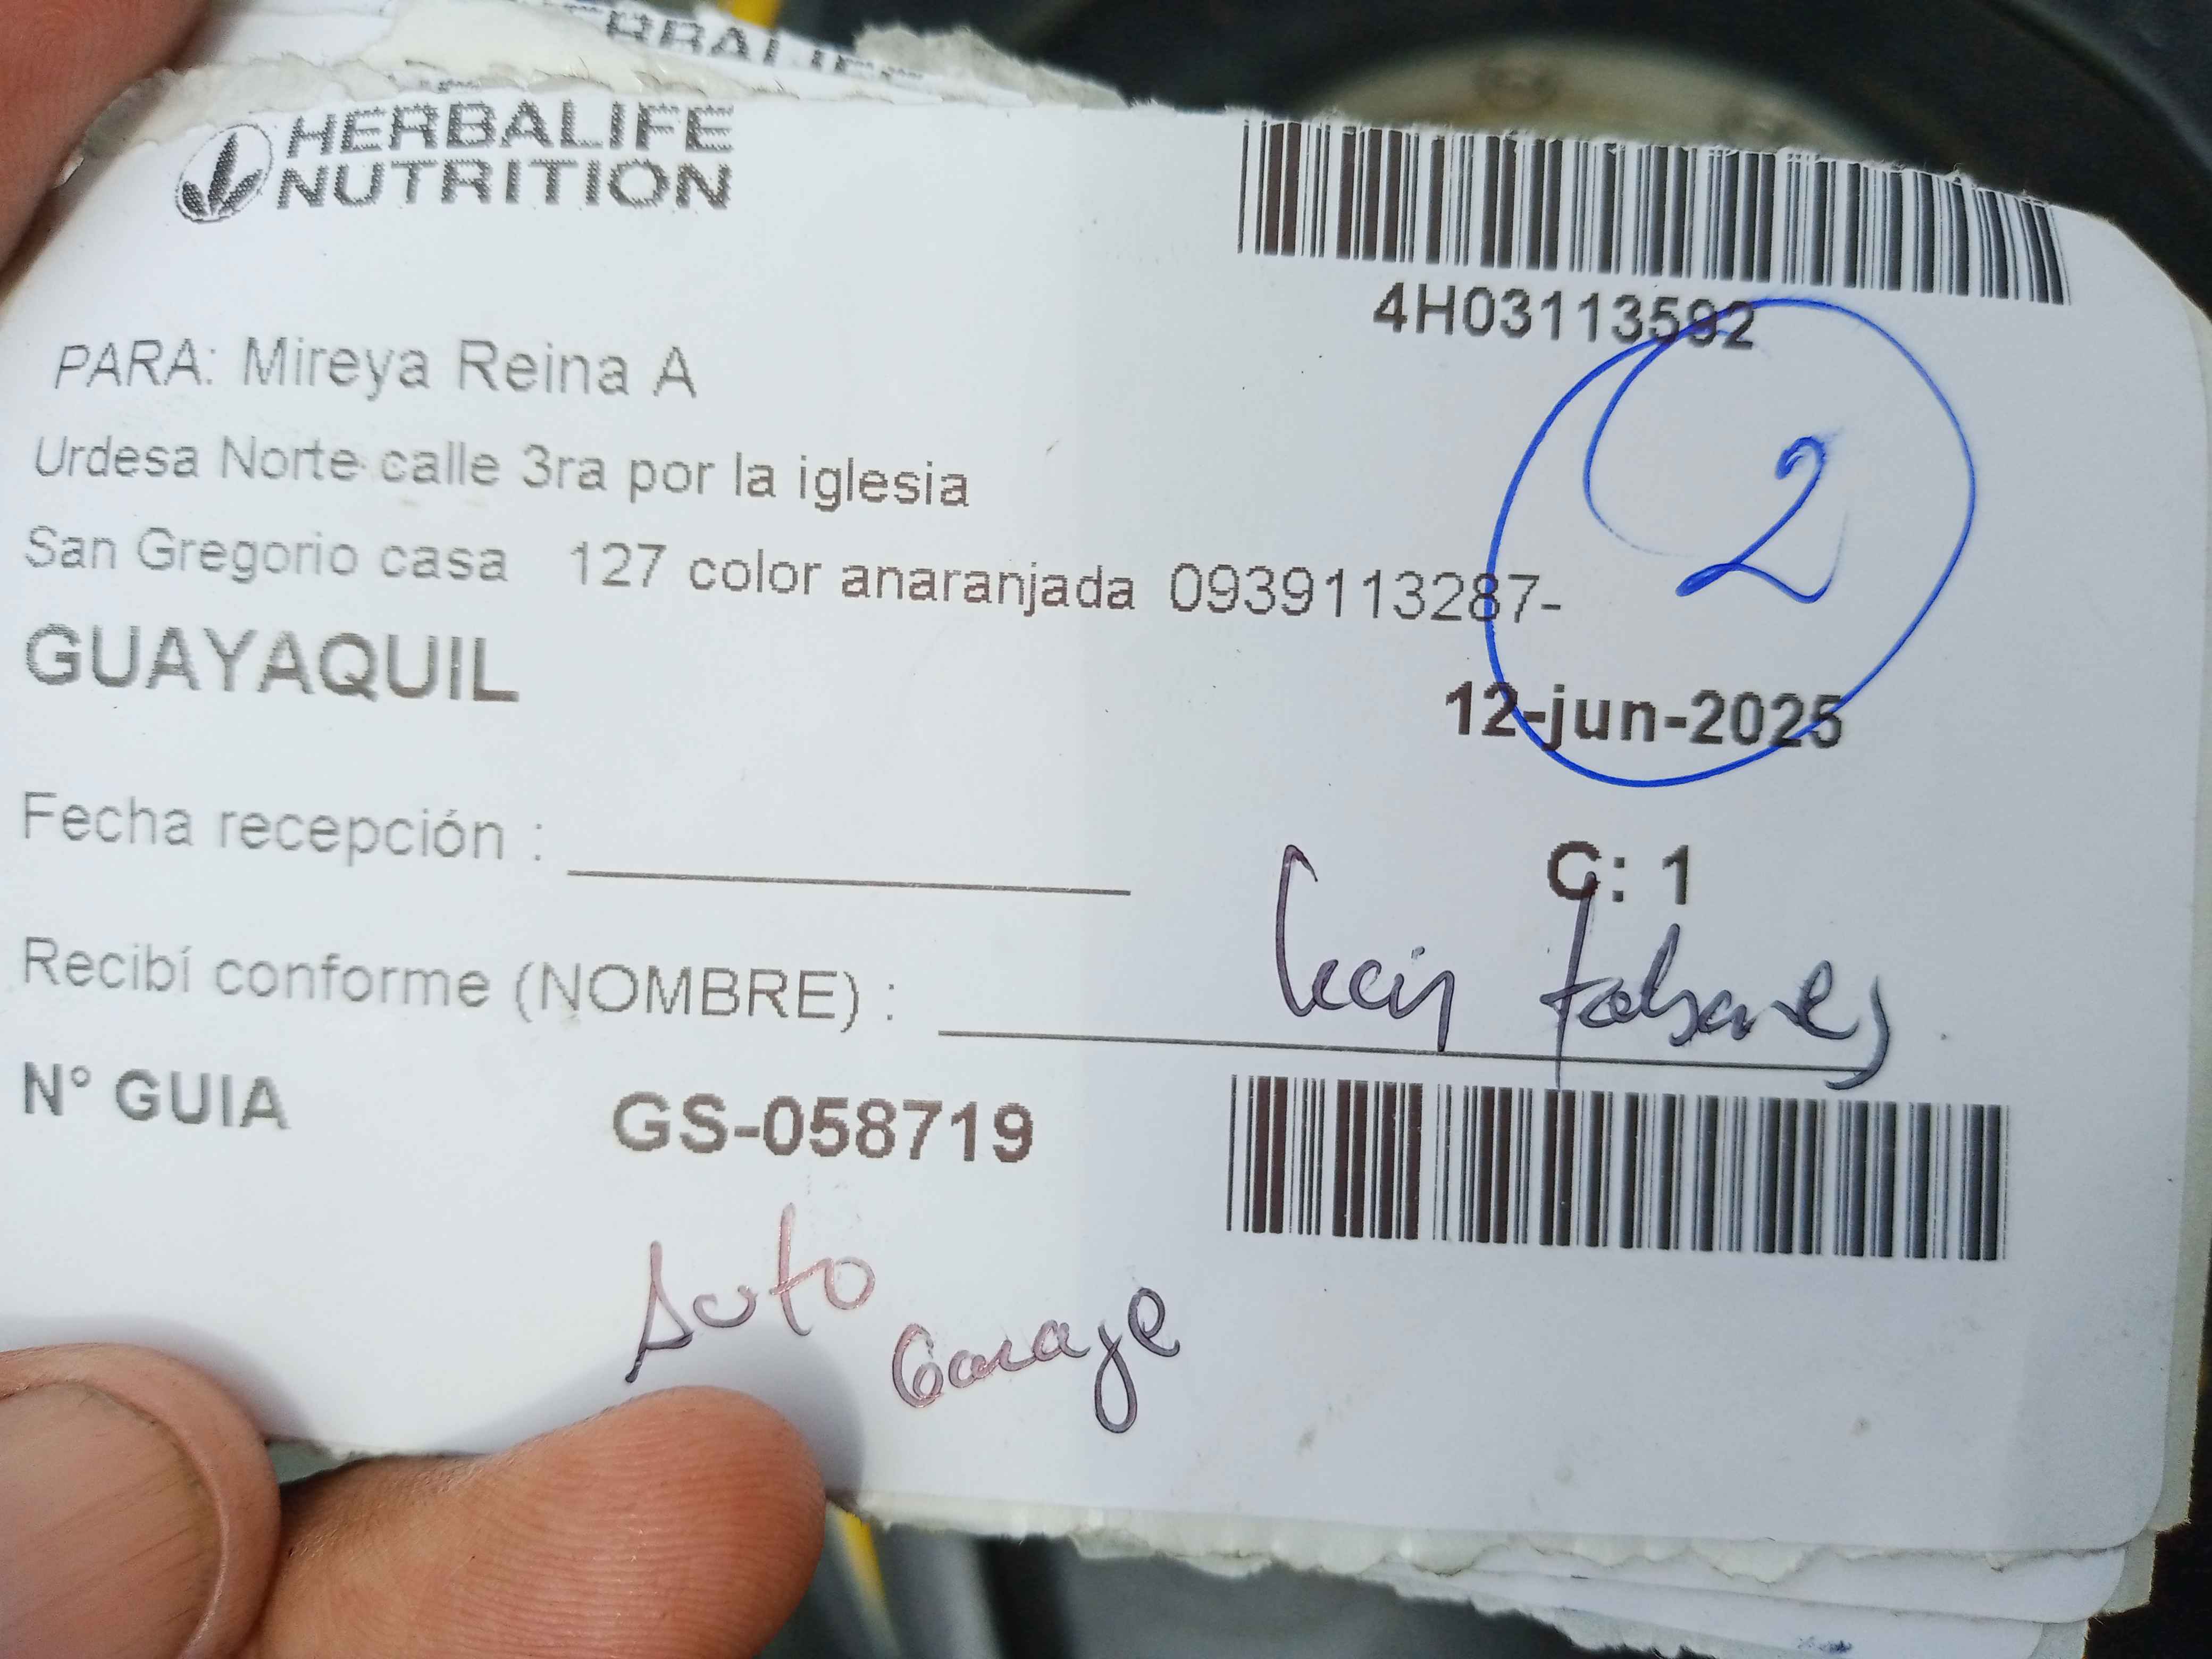 HERBALIFE
NUTRITION
4H03113592
PARA: Mireya Reina A
2
Urdesa Norte calle 3ra por la iglesia
San Gregorio casa 127 color anaranjada 0939113287-
GUAYAQUIL
12-jun-2025
Fecha recepción :
C: 1
Recibí conforme (NOMBRE) :
N° GUIA GS-058719
Auto
Garaje